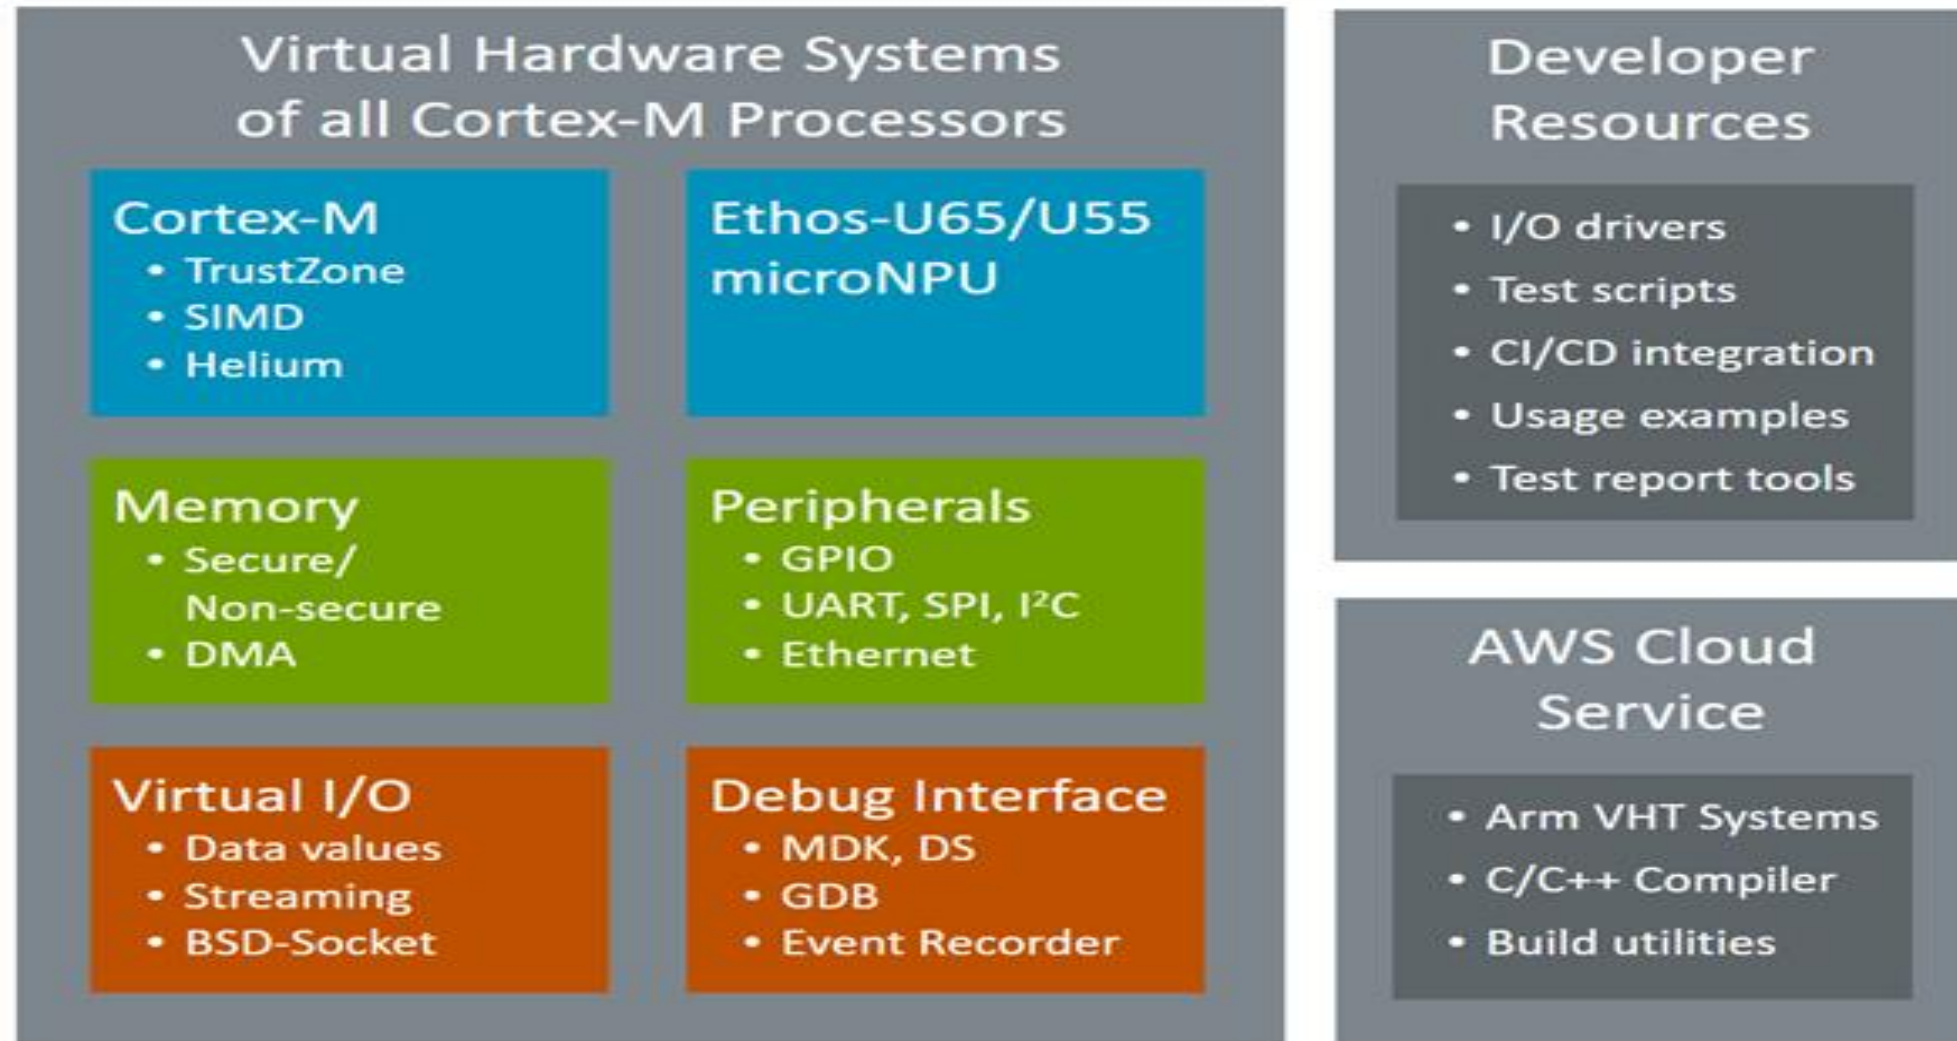 Virtual Hardware Systems
of all Cortex-M Processors
Cortex-M
• TrustZone
• SIMD
• Helium
Ethos-U65/U55
microNPU
Memory
• Secure/
Non-secure
• DMA
Peripherals
• GPIO
• UART, SPI, I²C
• Ethernet
Virtual I/O
• Data values
• Streaming
• BSD-Socket
Debug Interface
• MDK, DS
• GDB
• Event Recorder
Developer
Resources
• I/O drivers
• Test scripts
• CI/CD integration
• Usage examples
• Test report tools
AWS Cloud
Service
• Arm VHT Systems
• C/C++ Compiler
• Build utilities